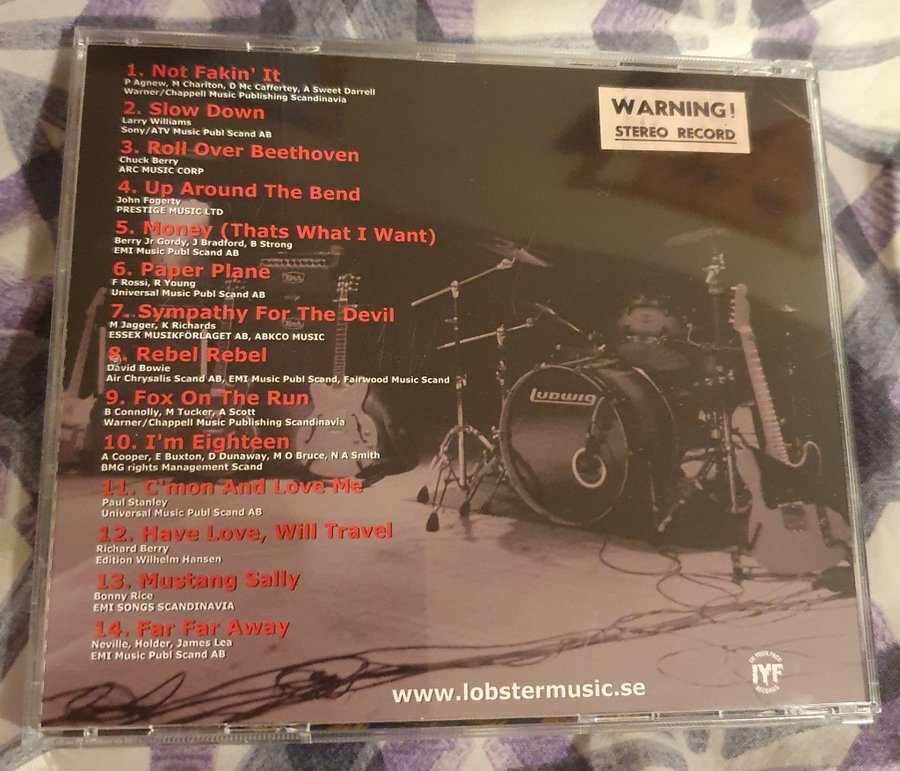 1. Not Fakin' It
P Agnew, M Charlton, D Mc Caffertey, A Sweet Darrell
Warner/Chappell Music Publishing Scandinavia
2. Slow Down
Larry Williams
Sony/ATV Music Publ Scand AB
3. Roll Over Beethoven
Chuck Berry
ARC MUSIC CORP
4. Up Around The Bend
John Fogerty
PRESTIGE MUSIC LTD
5. Money (Thats What I Want)
Berry Jr Gordy, J Bradford, B Strong
EMI Music Publ Scand AB
6. Paper Plane
F Rossi, R Young
Universal Music Publ Scand AB
7. Sympathy For The Devil
M Jagger, K Richards
ESSEX MUSIKFÖRLAGET AB, ABKCO MUSIC
8. Rebel Rebel
David Bowie
Air Chrysalis Scand AB, EMI Music Publ Scand, Fairwood Music Scand
9. Fox On The Run
B Connolly, M Tucker, A Scott
Warner/Chappell Music Publishing Scandinavia
10. I'm Eighteen
A Cooper, E Buxton, D Dunaway, M O Bruce, N A Smith
BMG rights Management Scand
11. C'mon And Love Me
Paul Stanley
Universal Music Publ Scand AB
12. Have Love, Will Travel
Richard Berry
Edition Wilhelm Hansen
13. Mustang Sally
Bonny Rice
EMI SONGS SCANDINAVIA
14. Far Far Away
Neville, Holder, James Lea
EMI Music Publ Scand AB
WARNING!
STEREO RECORD
LUDWIG
www.lobstermusic.se
IN YOUR FACE
IYF
RECORDS